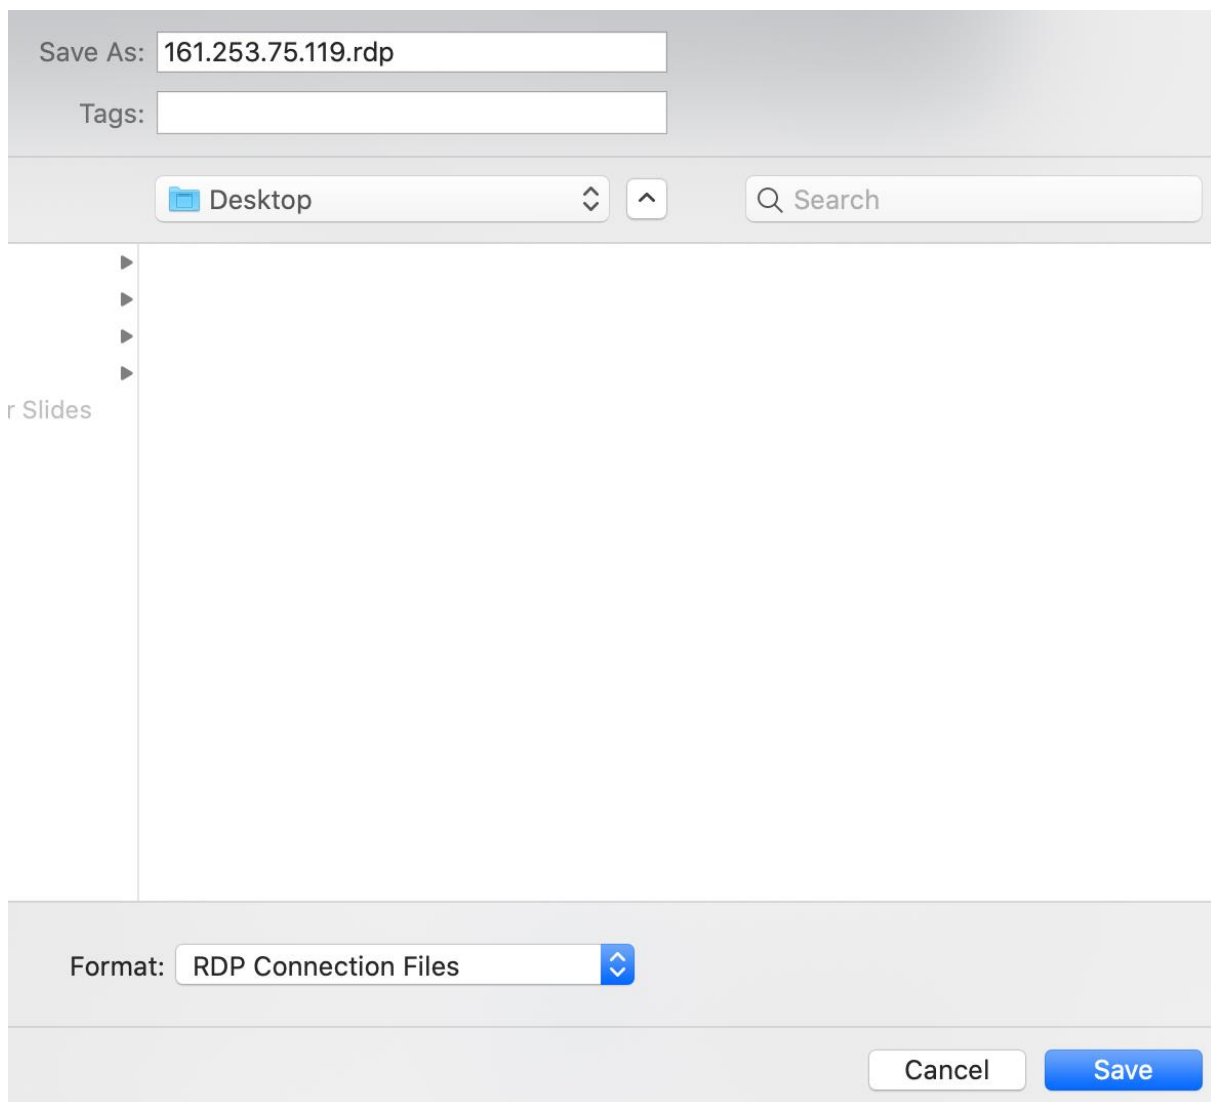 Save As: 161.253.75.119.rdp
Tags:
Desktop
Search
r Slides
Format: RDP Connection Files
Cancel Save